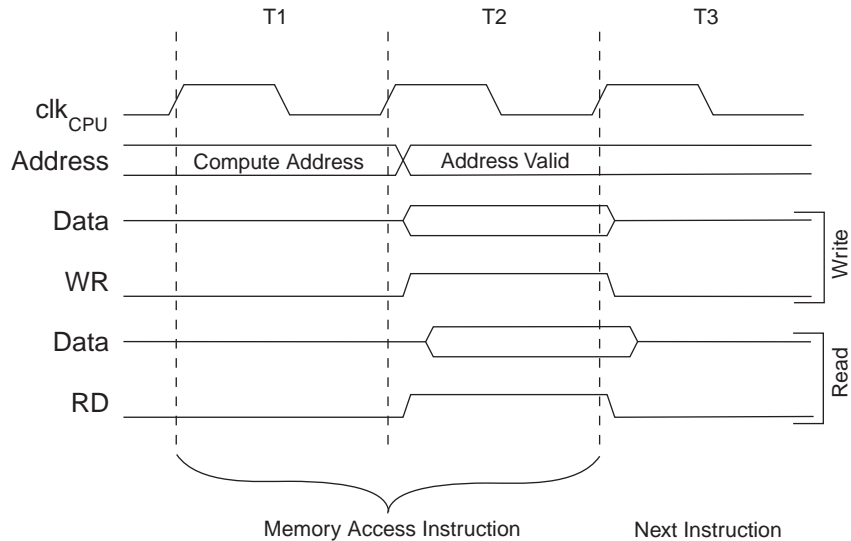 T1 T2 T3
clkCPU
Address Compute Address Address Valid
Data
WR
Write
Data
RD
Read
Memory Access Instruction Next Instruction